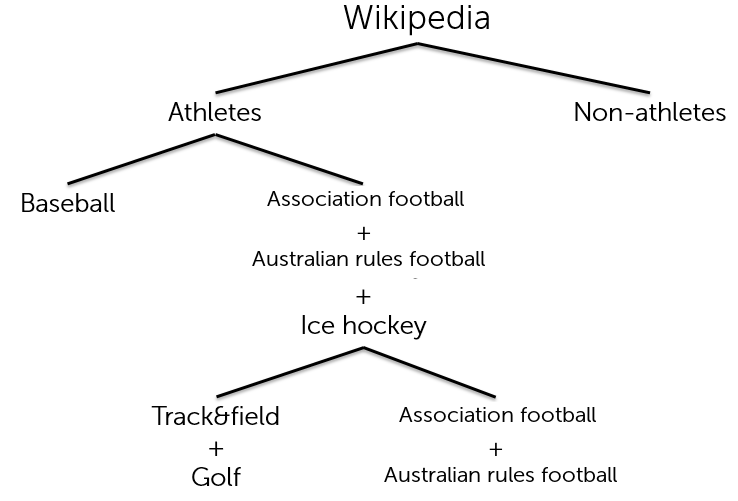 Wikipedia
Athletes
Non-athletes
Baseball
Association football
+
Australian rules football
+
Ice hockey
Track&field
+
Golf
Association football
+
Australian rules football